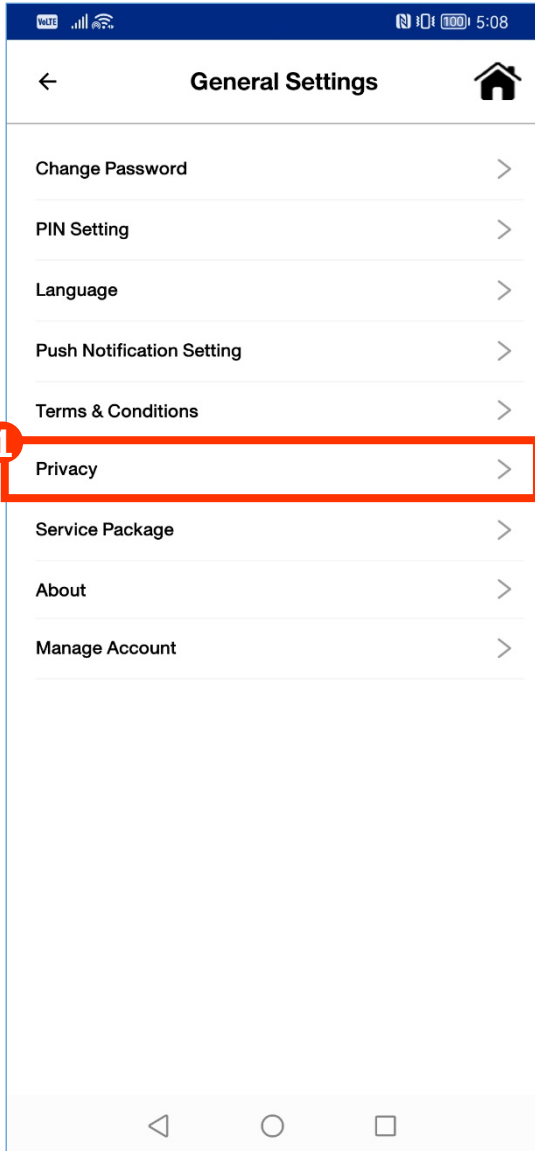 VoLTE 100 5:08
General Settings
Change Password
PIN Setting
Language
Push Notification Setting
Terms & Conditions
1
Privacy
Service Package
About
Manage Account